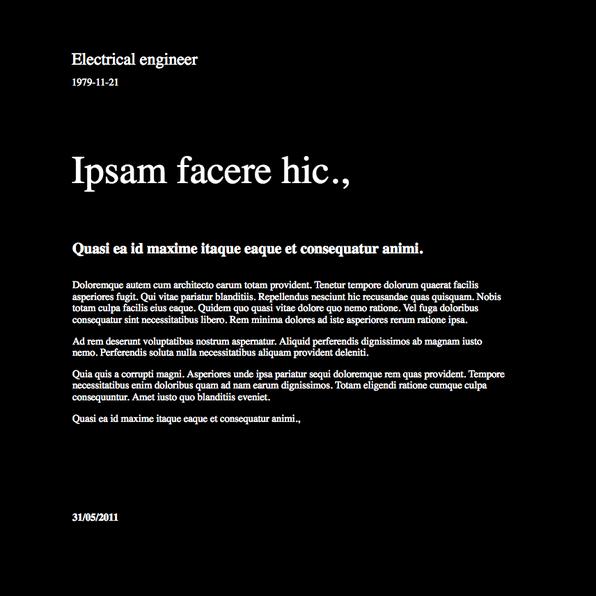 Electrical engineer
1979-11-21
Ipsam facere hic.,
Quasi ea id maxime itaque eaque et consequatur animi.
Doloremque autem cum architecto earum totam provident. Tenetur tempore dolorum quaerat facilis
asperiores fugit. Qui vitae pariatur blanditiis. Repellendus nesciunt hic recusandae quas quisquam. Nobis
totam culpa facilis eius eaque. Quidem quo quasi vitae dolore quo nemo ratione. Vel fuga doloribus
consequatur sint necessitatibus libero. Rem minima dolores ad iste asperiores rerum ratione ipsa.
Ad rem deserunt voluptatibus nostrum aspernatur. Aliquid perferendis dignissimos ab magnam iusto
nemo. Perferendis soluta nulla necessitatibus aliquam provident deleniti.
Quia quis a corrupti magni. Asperiores unde ipsa pariatur sequi doloremque rem quas provident. Tempore
necessitatibus enim doloribus quam ad nam earum dignissimos. Totam eligendi ratione cumque culpa
consequuntur. Amet iusto quo blanditiis eveniet.
Quasi ea id maxime itaque eaque et consequatur animi.,
31/05/2011